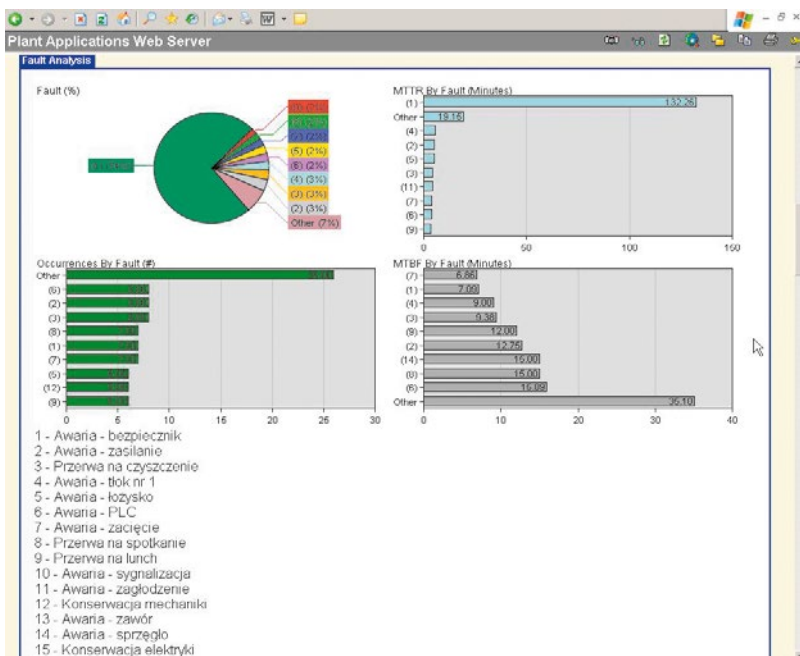 Plant Applications Web Server
Fault Analysis
Fault (%)
(5) (2%)
(6) (2%)
(4) (3%)
(3) (3%)
(2) (3%)
Other (7%)
MTTR By Fault (Minutes)
(1) 132.26
Other 19.15
(4)
(2)
(5)
(3)
(11)
(7)
(6)
(9)
0 50 100 150
Occurrences By Fault (#)
Other
(6)
(2)
(3)
(8)
(1)
(7)
(5)
(12)
(9)
0 5 10 15 20 25 30
MTBF By Fault (Minutes)
(7) 6.86
(1) 7.09
(4) 9.00
(3) 9.38
(9) 12.00
(2) 12.75
(14) 15.00
(8) 15.00
(6) 15.89
Other 35.10
0 10 20 30 40
1 - Awaria - bezpiecznik
2 - Awaria - zasilanie
3 - Przerwa na czyszczenie
4 - Awaria - tłok nr 1
5 - Awaria - łożysko
6 - Awaria - PLC
7 - Awaria - zacięcie
8 - Przerwa na spotkanie
9 - Przerwa na lunch
10 - Awaria - sygnalizacja
11 - Awaria - zagłodzenie
12 - Konserwacja mechaniki
13 - Awaria - zawór
14 - Awaria - sprzęgło
15 - Konserwacja elektryki